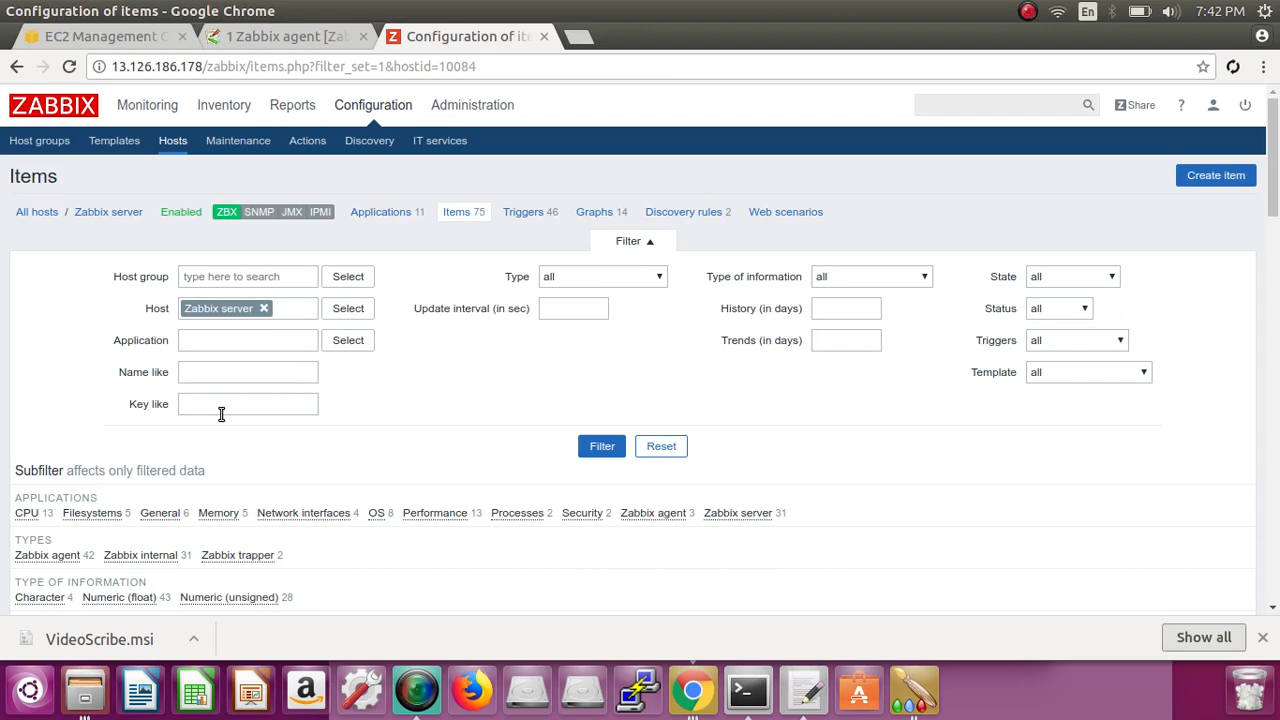 Configuration of items - Google Chrome
En
7:42 PM
EC2 Management C
1 Zabbix agent [Zab
Z
Configuration of ite
13.126.186.178/zabbix/items.php?filter_set=1&hostid=10084
ZABBIX
Monitoring
Inventory
Reports
Configuration
Administration
Z Share
?
Host groups
Templates
Hosts
Maintenance
Actions
Discovery
IT services
Items
Create item
All hosts / Zabbix server
Enabled
ZBX SNMP JMX IPMI
Applications 11
Items 75
Triggers 46
Graphs 14
Discovery rules 2
Web scenarios
Filter
Host group type here to search Select Type all Type of information all State all
Host Zabbix server Select Update interval (in sec) History (in days) Status all
Application Select Trends (in days) Triggers all
Name like Template all
Key like
Filter Reset
Subfilter affects only filtered data
APPLICATIONS
CPU 13 Filesystems 5 General 6 Memory 5 Network interfaces 4 OS 8 Performance 13 Processes 2 Security 2 Zabbix agent 3 Zabbix server 31
TYPES
Zabbix agent 42 Zabbix internal 31 Zabbix trapper 2
TYPE OF INFORMATION
Character 4 Numeric (float) 43 Numeric (unsigned) 28
VideoScribe.msi
Show all